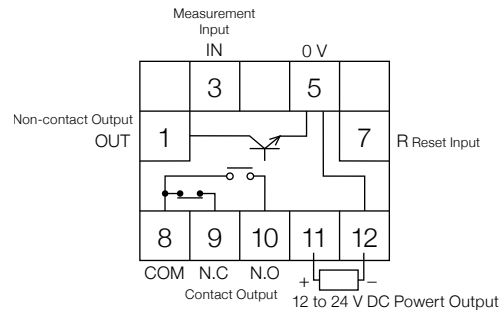 Measurement
Input
IN
0 V
3
5
Non-contact Output
OUT
1
7
R Reset Input
8
9
10
11
12
COM
N.C
N.O
+
–
Contact Output
12 to 24 V DC Powert Output